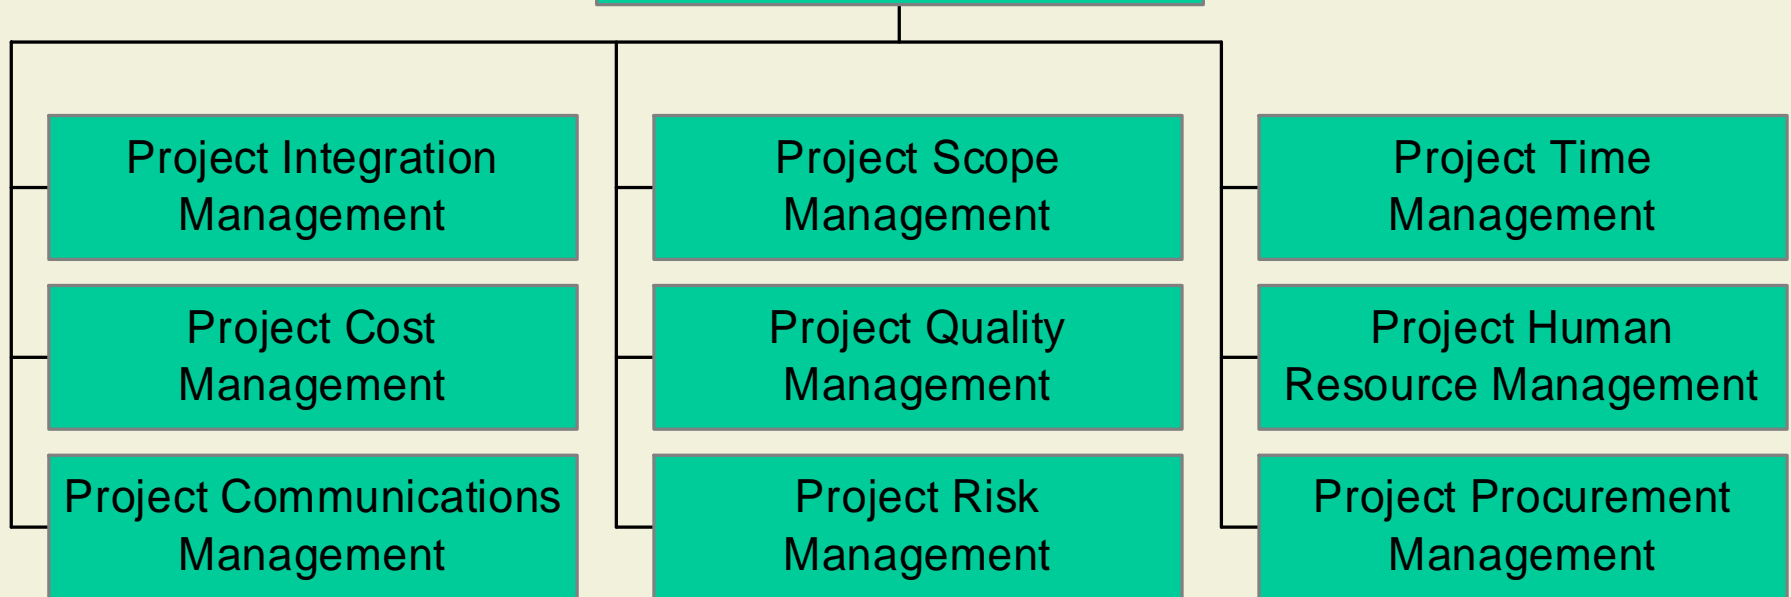 Project Integration
Management
Project Scope
Management
Project Time
Management
Project Cost
Management
Project Quality
Management
Project Human
Resource Management
Project Communications
Management
Project Risk
Management
Project Procurement
Management